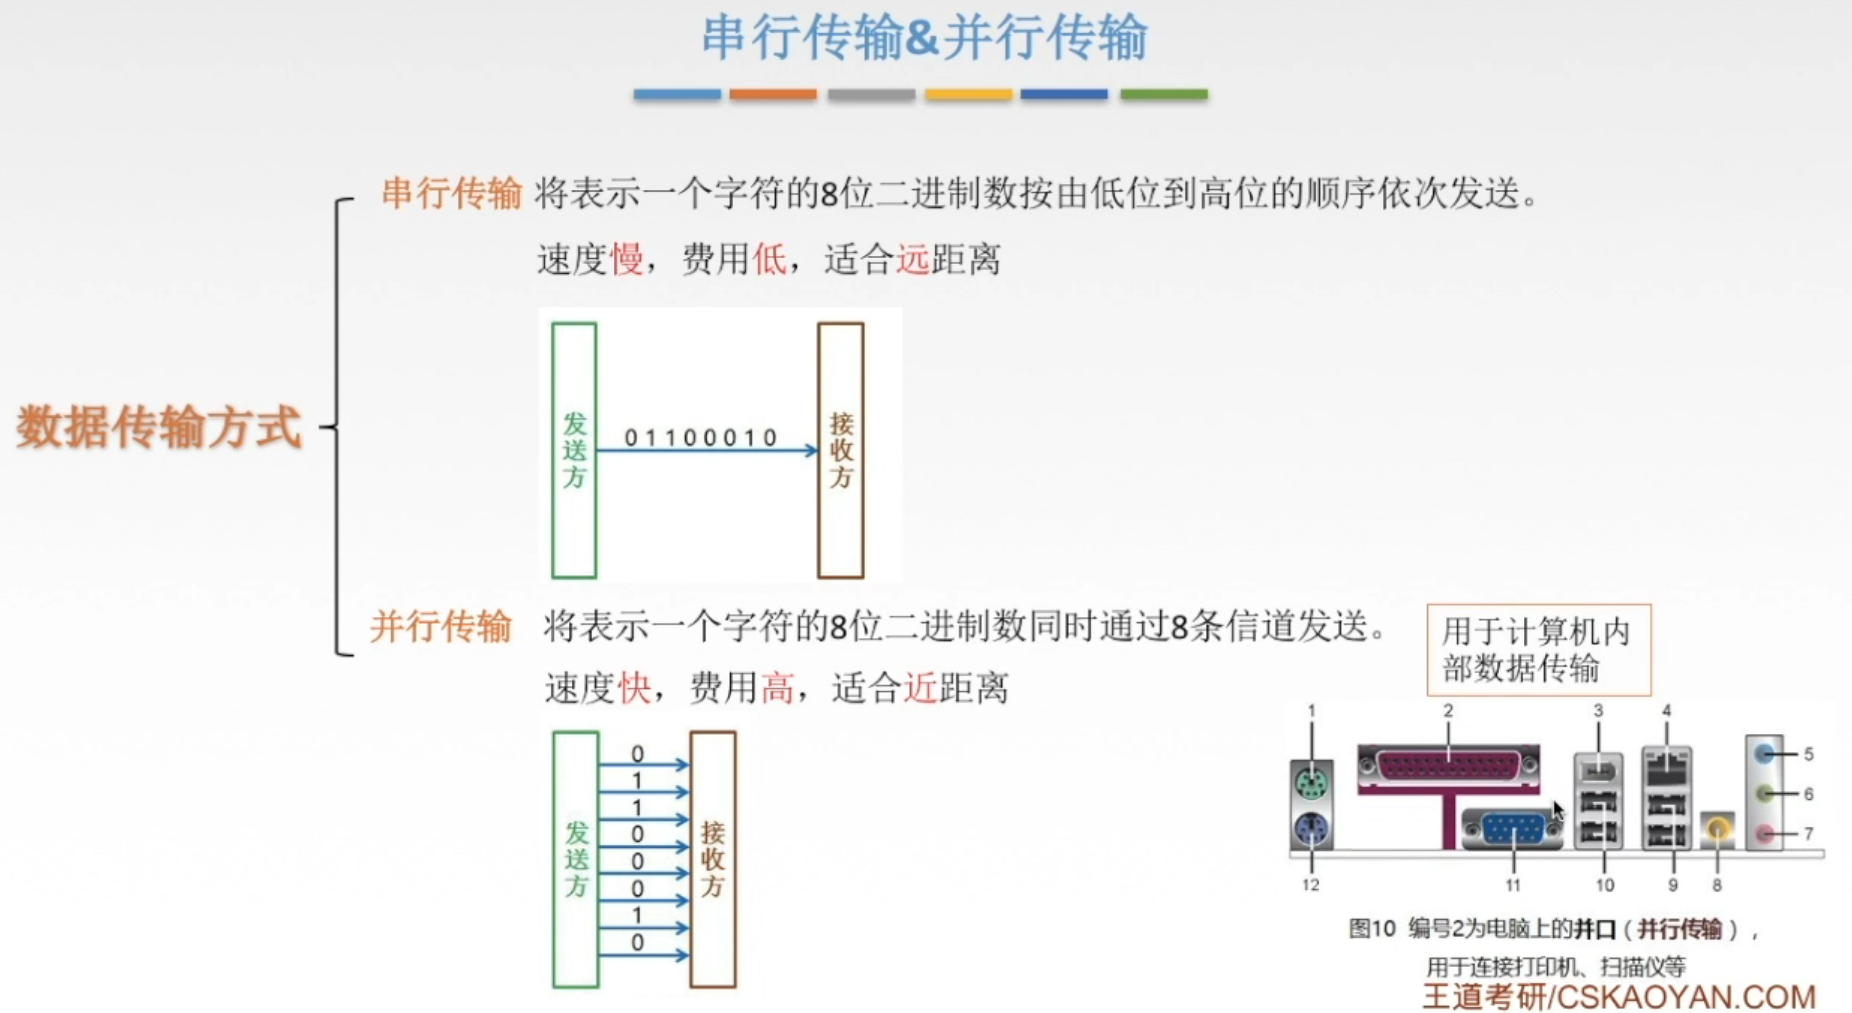 串行传输&并行传输
数据传输方式
串行传输 将表示一个字符的8位二进制数按由低位到高位的顺序依次发送。
速度慢，费用低，适合远距离
发送方
01100010
接收方
并行传输 将表示一个字符的8位二进制数同时通过8条信道发送。
速度快，费用高，适合近距离
用于计算机内
部数据传输
发送方
0
1
1
0
0
0
1
0
接收方
1 2 3 4
5
6
7
12 11 10 9 8
图10 编号2为电脑上的并口（并行传输），
用于连接打印机、扫描仪等
王道考研/CSKAOYAN.COM